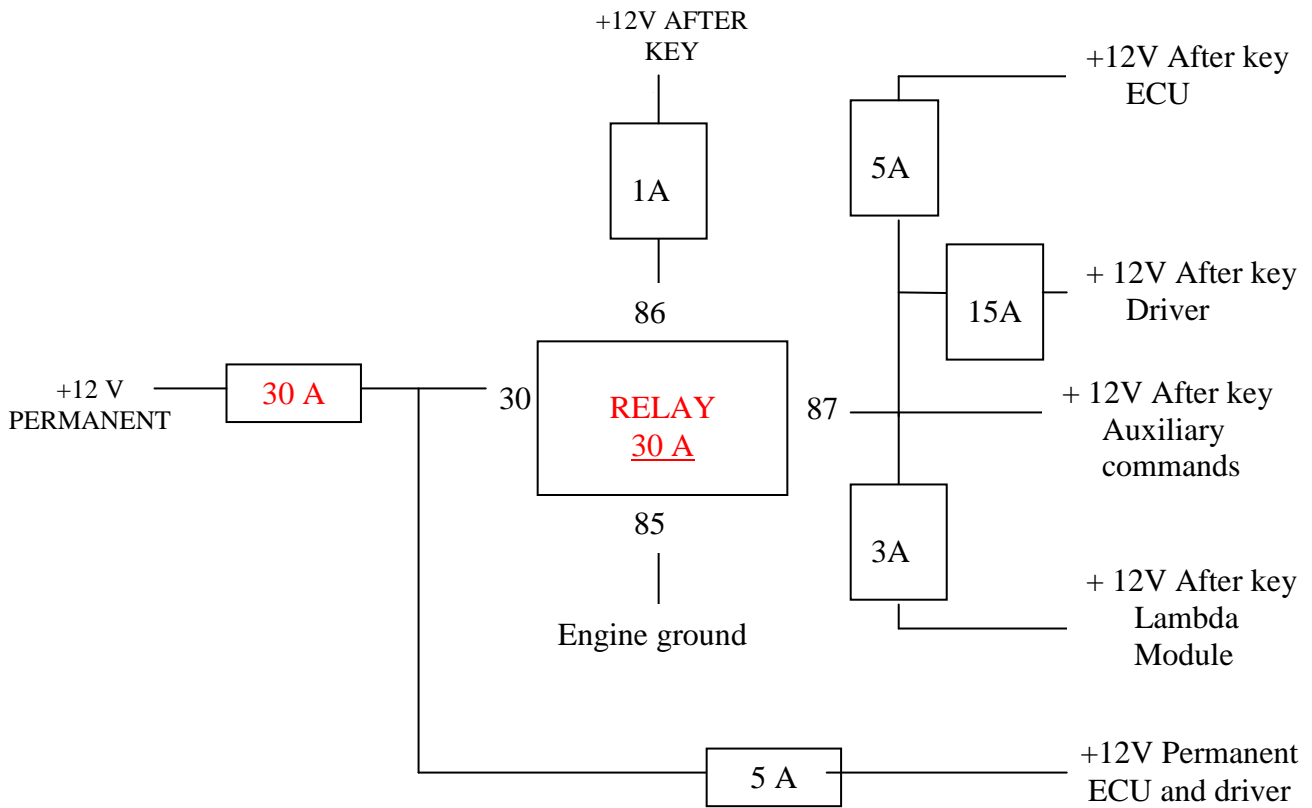 +12V AFTER
KEY
+12V After key
ECU
1A
5A
+ 12V After key
Driver
15A
86
+12 V
PERMANENT
30 A
30
RELAY
30 A
87
+ 12V After key
Auxiliary
commands
85
3A
Engine ground
+ 12V After key
Lambda
Module
5 A
+12V Permanent
ECU and driver